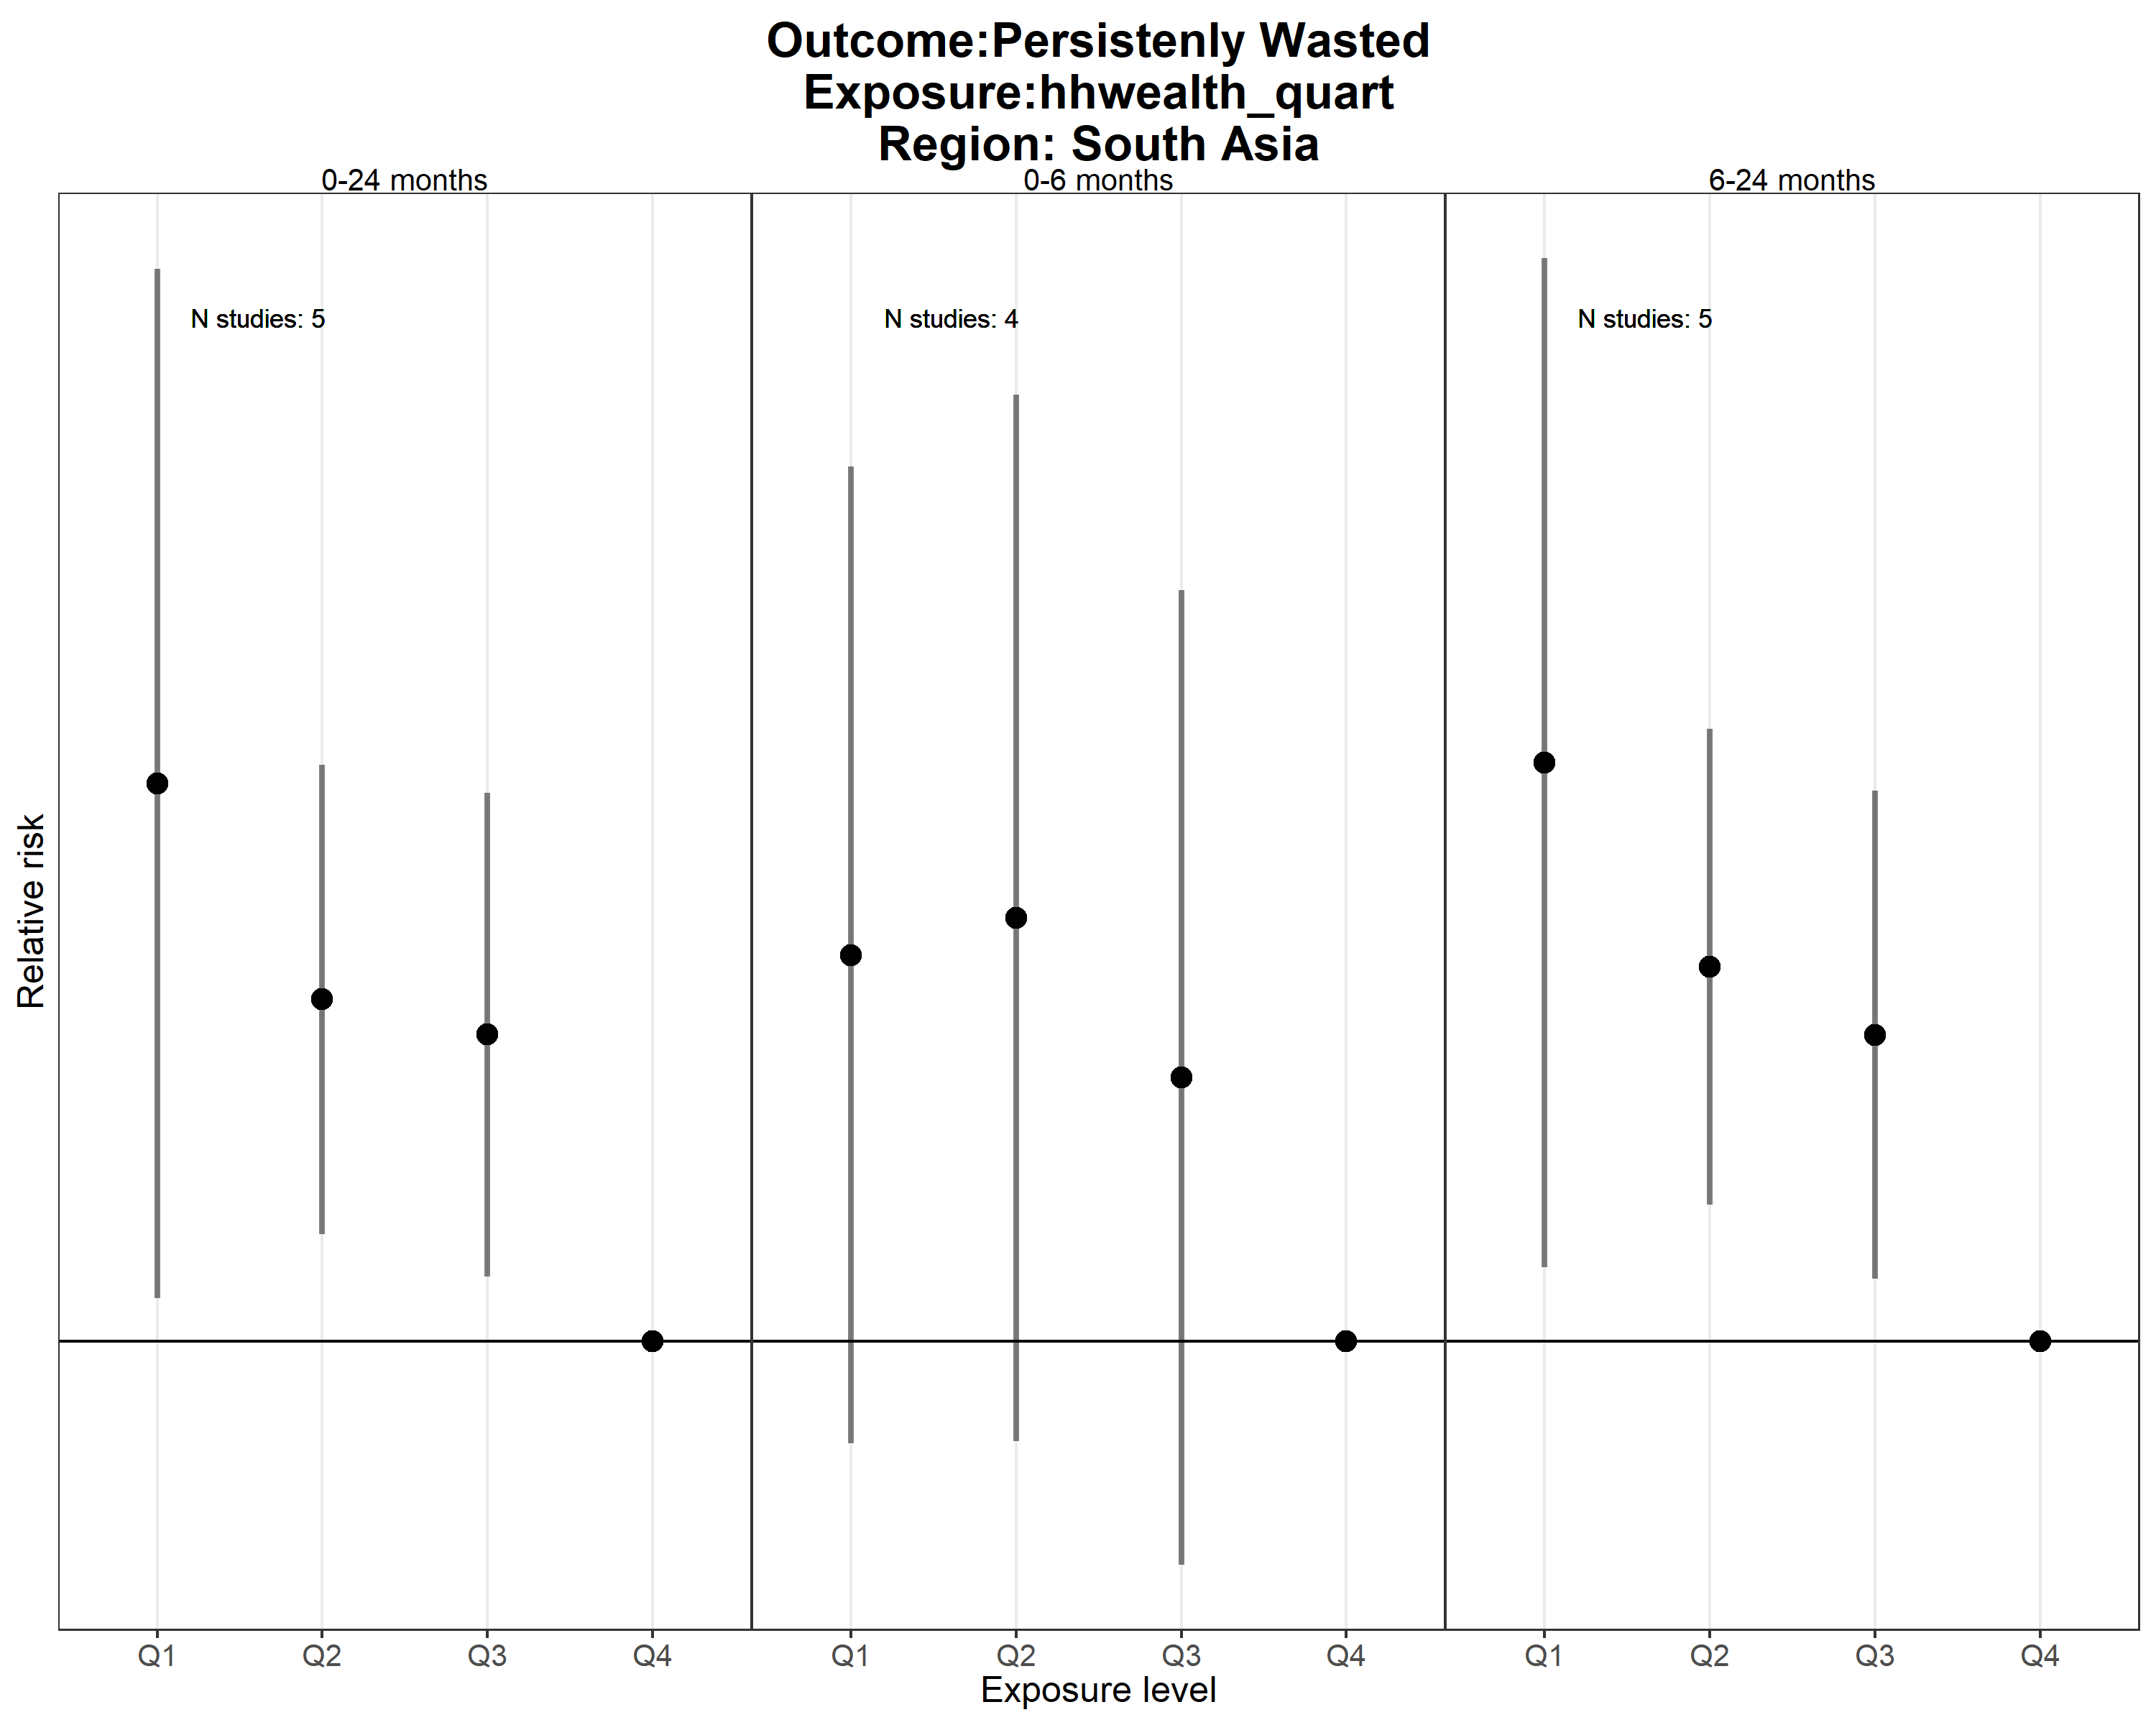 Outcome:Persistenly Wasted
Exposure:hhwealth_quart
Region: South Asia
0-24 months 0-6 months 6-24 months
N studies: 5 N studies: 4 N studies: 5
Relative risk
Q1 Q2 Q3 Q4 Q1 Q2 Q3 Q4 Q1 Q2 Q3 Q4
Exposure level